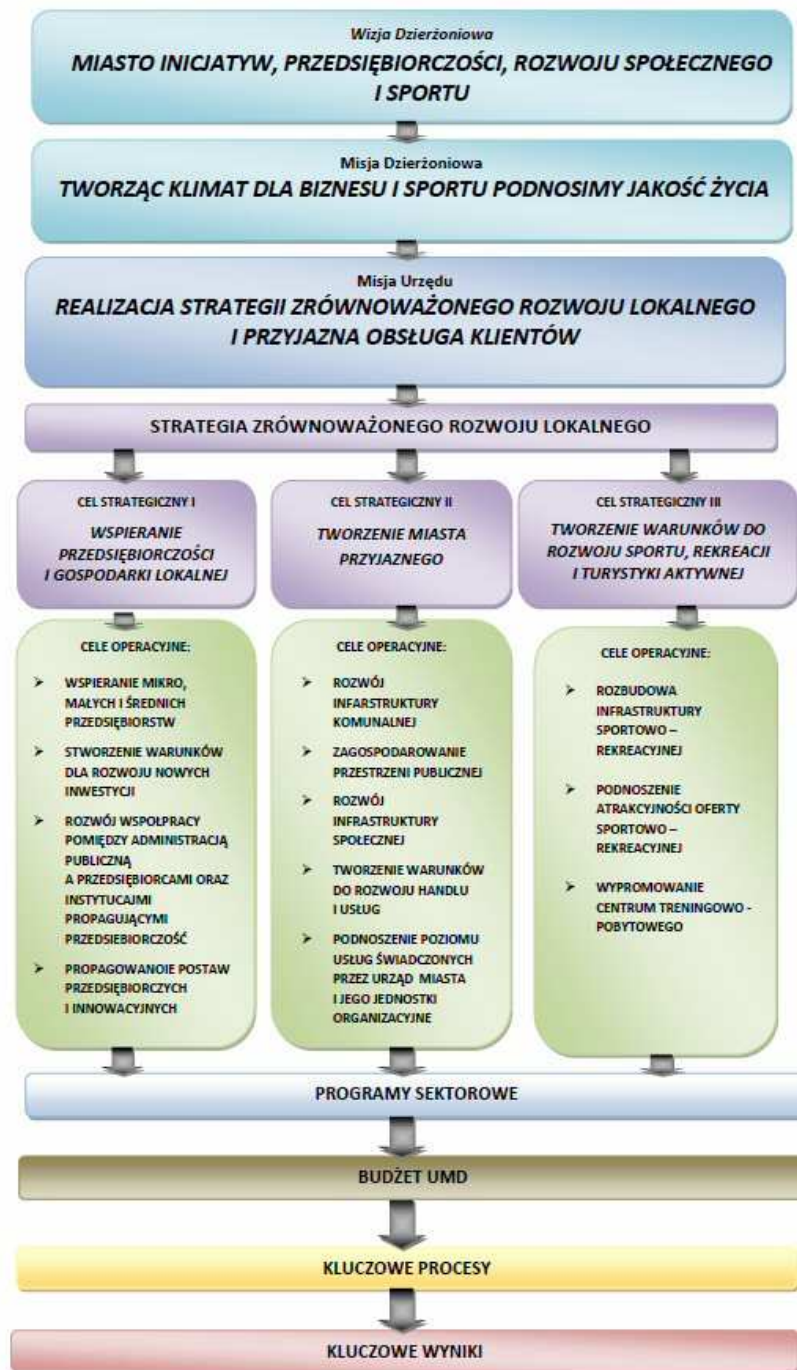 Wizja Dzierżoniowa
MIASTO INICJATYW, PRZEDSIĘBIORCZOŚCI, ROZWOJU SPOŁECZNEGO
I SPORTU
Misja Dzierżoniowa
TWORZĄC KLIMAT DLA BIZNESU I SPORTU PODNOSIMY JAKOŚĆ ŻYCIA
Misja Urzędu
REALIZACJA STRATEGII ZRÓWNOWAŻONEGO ROZWOJU LOKALNEGO
I PRZYJAZNA OBSŁUGA KLIENTÓW
STRATEGIA ZRÓWNOWAŻONEGO ROZWOJU LOKALNEGO
CEL STRATEGICZNY I
WSPIERANIE
PRZEDSIĘBIORCZOŚCI
I GOSPODARKI LOKALNEJ
CEL STRATEGICZNY II
TWORZENIE MIASTA
PRZYJAZNEGO
CEL STRATEGICZNY III
TWORZENIE WARUNKÓW DO
ROZWOJU SPORTU, REKREACJI
I TURYSTYKI AKTYWNEJ
CELE OPERACYJNE:
➢ WSPIERANIE MIKRO,
MAŁYCH I ŚREDNICH
PRZEDSIĘBIORSTW
➢ STWORZENIE WARUNKÓW
DLA ROZWOJU NOWYCH
INWESTYCJI
➢ ROZWÓJ WSPOŁPRACY
POMIĘDZY ADMINISTRACJĄ
PUBLICZNĄ
A PRZEDSIĘBIORCAMI ORAZ
INSTYTUCAJMI
PROPAGUJĄCYMI
PRZEDSIEBIORCZOŚĆ
➢ PROPAGOWANOIE POSTAW
PRZEDSIĘBIORCZYCH
I INNOWACYJNYCH
CELE OPERACYJNE:
➢ ROZWÓJ
INFARSTRUKTURY
KOMUNALNEJ
➢ ZAGOSPODAROWANIE
PRZESTRZENI PUBLICZNEJ
➢ ROZWÓJ
INFRASTRUKTURY
SPOŁECZNEJ
➢ TWORZENIE WARUNKÓW
DO ROZWOJU HANDLU
I USŁUG
➢ PODNOSZENIE POZIOMU
USŁUG ŚWIADCZONYCH
PRZEZ URZĄD MIASTA
I JEGO JEDNOSTKI
ORGANIZACYJNE
CELE OPERACYJNE:
➢ ROZBUDOWA
INFRASTRUKTURY
SPORTOWO –
REKREACYJNEJ
➢ PODNOSZENIE
ATRAKCYJNOŚCI OFERTY
SPORTOWO –
REKREACYJNEJ
➢ WYPROMOWANIE
CENTRUM TRENINGOWO -
POBYTOWEGO
PROGRAMY SEKTOROWE
BUDŻET UMD
KLUCZOWE PROCESY
KLUCZOWE WYNIKI